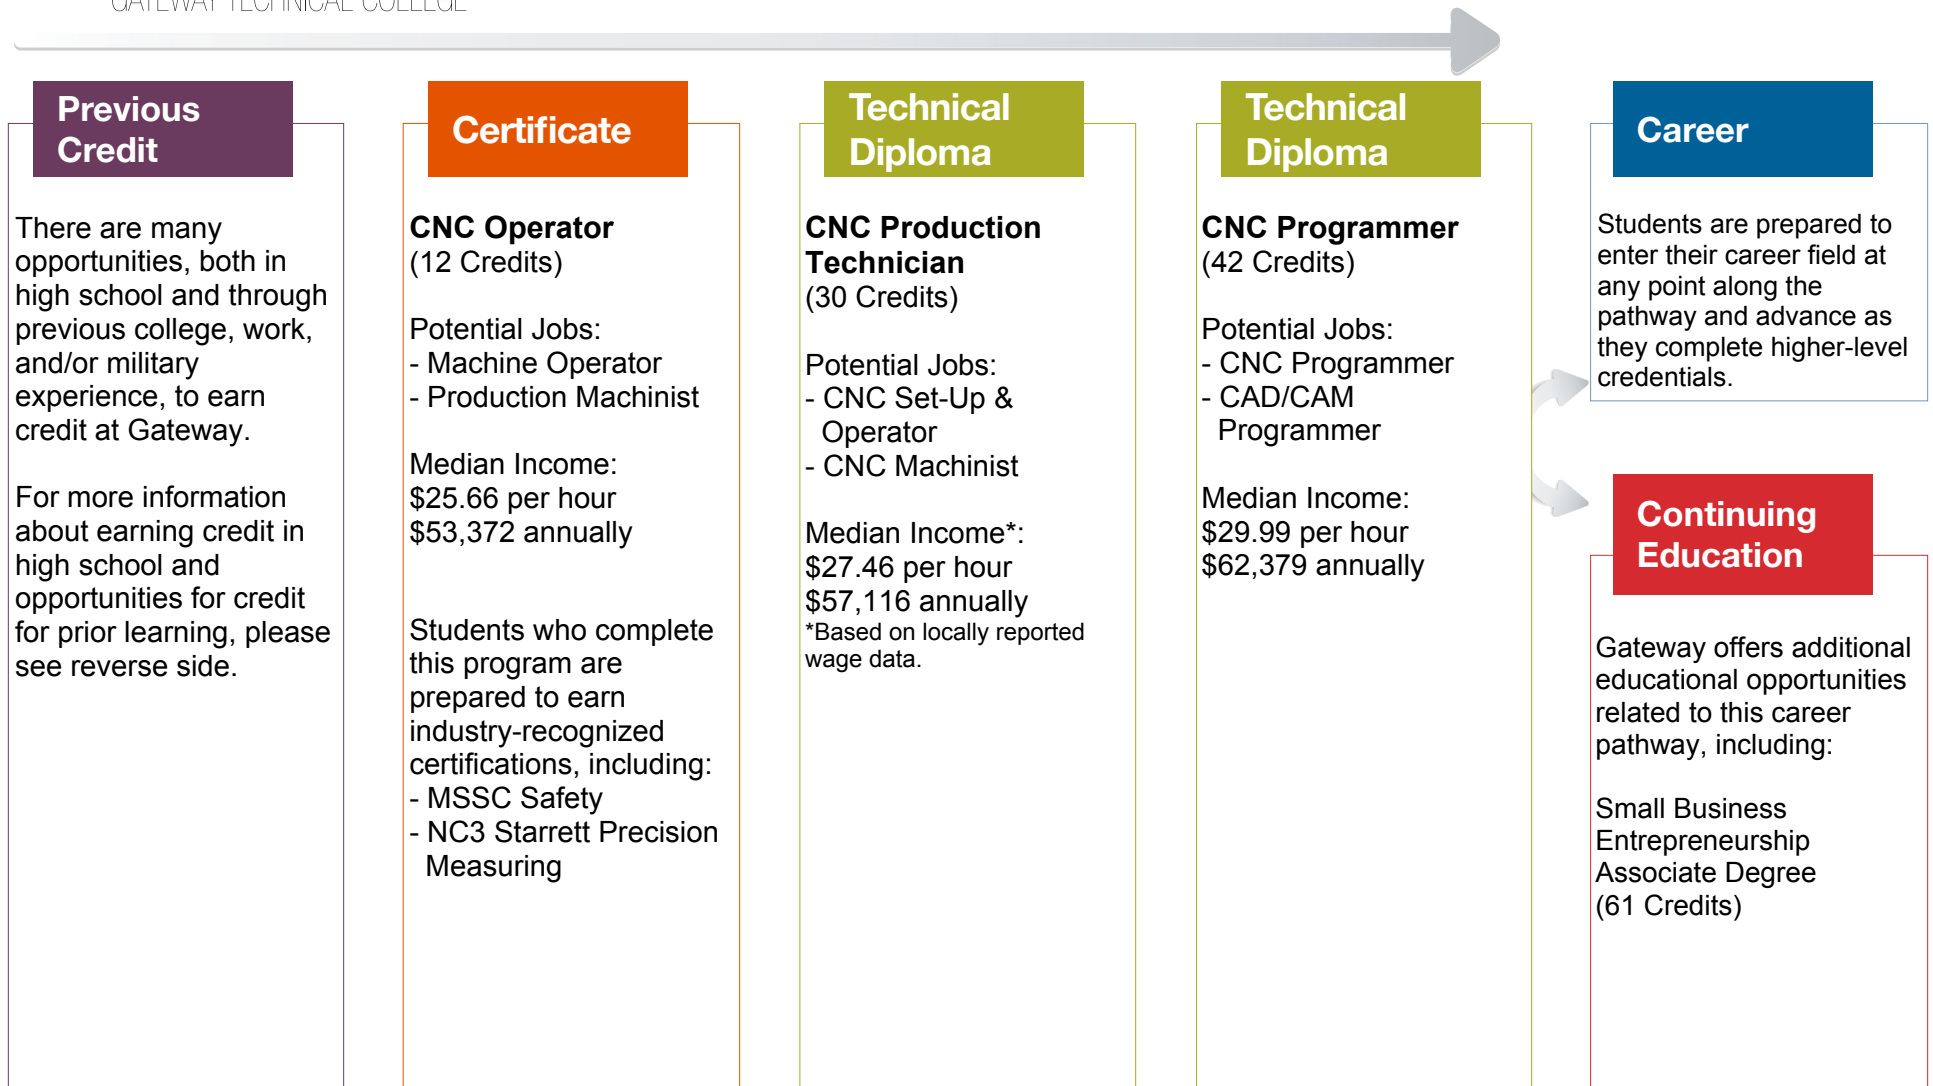 GATEWAY TECHNICAL COLLEGE
Previous
Credit
There are many
opportunities, both in
high school and through
previous college, work,
and/or military
experience, to earn
credit at Gateway.
For more information
about earning credit in
high school and
opportunities for credit
for prior learning, please
see reverse side.
Certificate
CNC Operator
(12 Credits)
Potential Jobs:
- Machine Operator
- Production Machinist
Median Income:
$25.66 per hour
$53,372 annually
Students who complete
this program are
prepared to earn
industry-recognized
certifications, including:
- MSSC Safety
- NC3 Starrett Precision
Measuring
Technical
Diploma
CNC Production
Technician
(30 Credits)
Potential Jobs:
- CNC Set-Up &
Operator
- CNC Machinist
Median Income*:
$27.46 per hour
$57,116 annually
*Based on locally reported
wage data.
Technical
Diploma
CNC Programmer
(42 Credits)
Potential Jobs:
- CNC Programmer
- CAD/CAM
Programmer
Median Income:
$29.99 per hour
$62,379 annually
Career
Students are prepared to
enter their career field at
any point along the
pathway and advance as
they complete higher-level
credentials.
Continuing
Education
Gateway offers additional
educational opportunities
related to this career
pathway, including:
Small Business
Entrepreneurship
Associate Degree
(61 Credits)